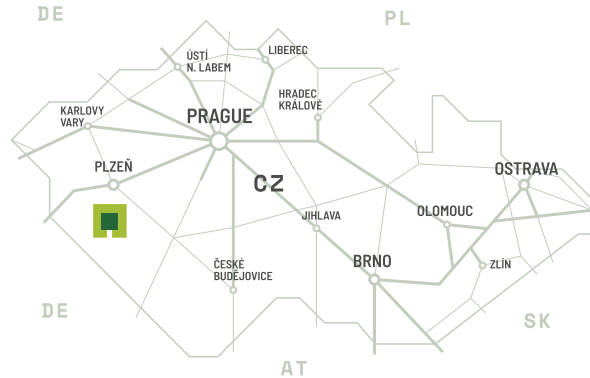 DE
PL
ÚSTÍ
N. LABEM
LIBEREC
HRADEC
KRÁLOVÉ
KARLOVY
VARY
PRAGUE
PLZEŇ
CZ
OSTRAVA
JIHLAVA
OLOMOUC
BRNO
ZLÍN
ČESKÉ
BUDĚJOVICE
DE
SK
AT